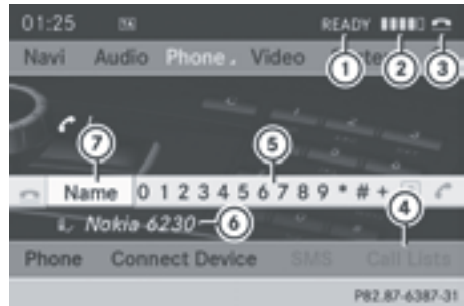 01:25 READY
1 2 3
Navi Audio Phone Video
7 5
Name 0 1 2 3 4 5 6 7 8 9 * # +
4
Nokia 6230 6
Phone Connect Device SMS Call Lists
P82.87-6387-31